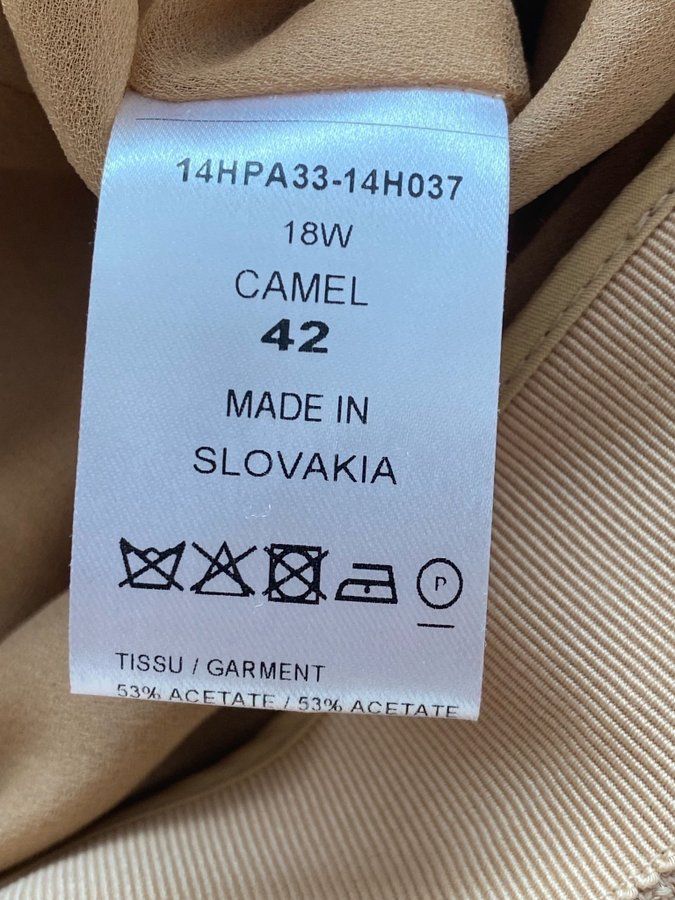 14HPA33-14H037
18W
CAMEL
42
MADE IN
SLOVAKIA
P
TISSU / GARMENT
53% ACETATE / 53% ACETATE